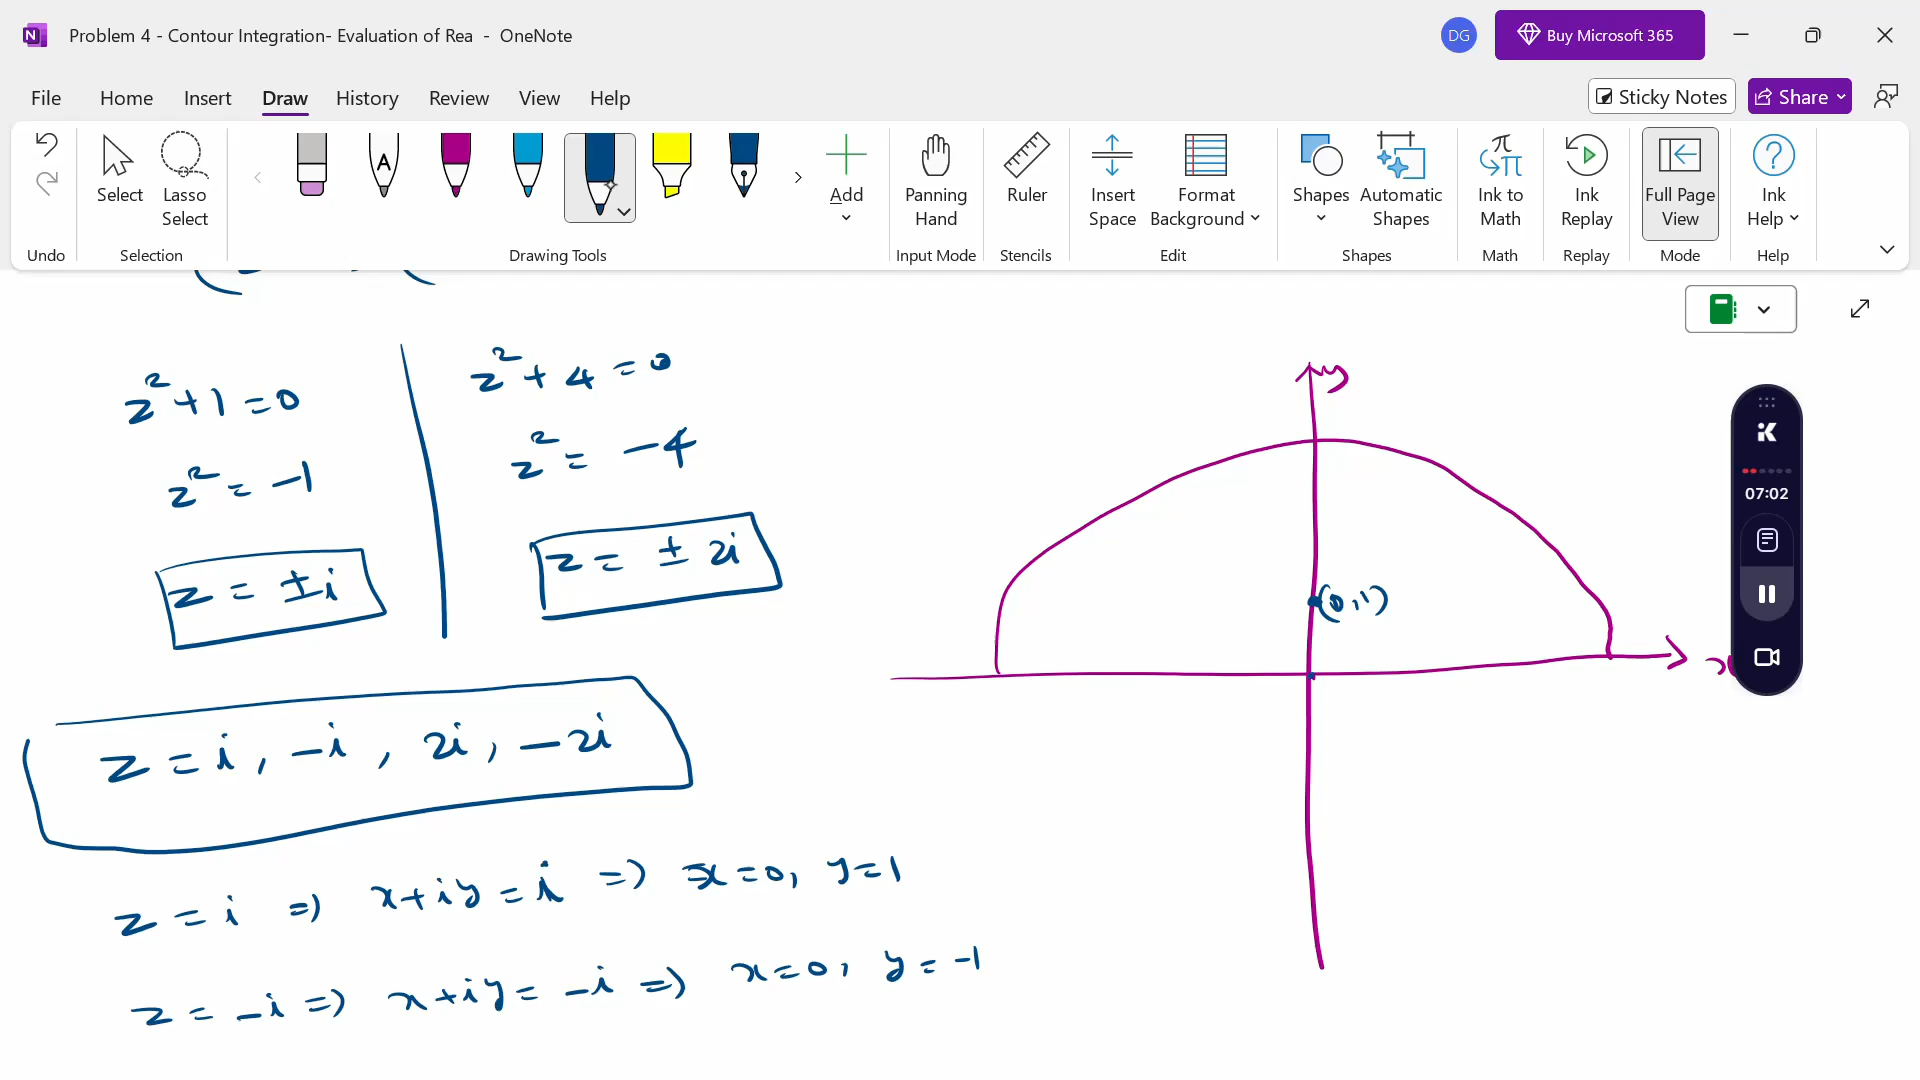 Problem 4 - Contour Integration- Evaluation of Rea - OneNote
DG
Buy Microsoft 365
File Home Insert Draw History Review View Help
Sticky Notes
Share
A
Select
Lasso Select
Add
Panning Hand
Ruler
Insert Space
Format Background
Shapes
Automatic Shapes
Ink to Math
Ink Replay
Full Page View
Ink Help
Undo
Selection
Drawing Tools
Input Mode
Stencils
Edit
Shapes
Math
Replay
Mode
Help
z² + 1 = 0
z² = -1
z = ±i
z² + 4 = 0
z² = -4
z = ± 2i
z = i, -i, 2i, -2i
z = i => x+iy = i => x=0, y=1
z = -i => x+iy = -i => x=0, y = -1
y
(0,1)
07:02